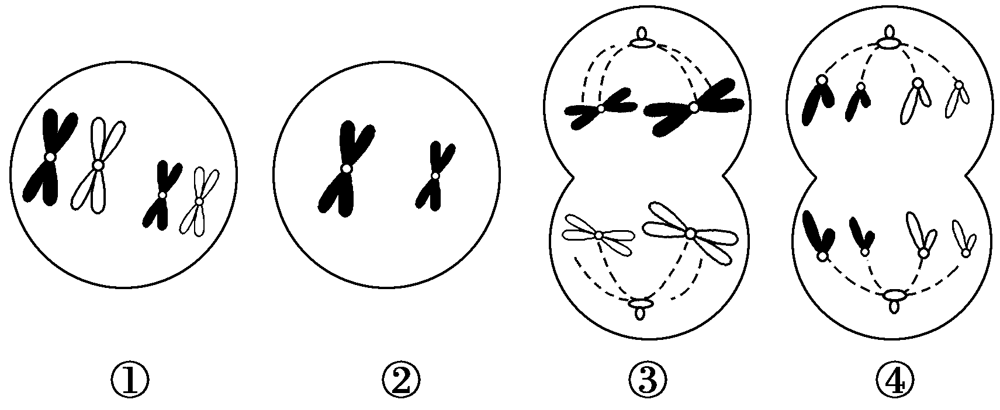 ① ② ③ ④